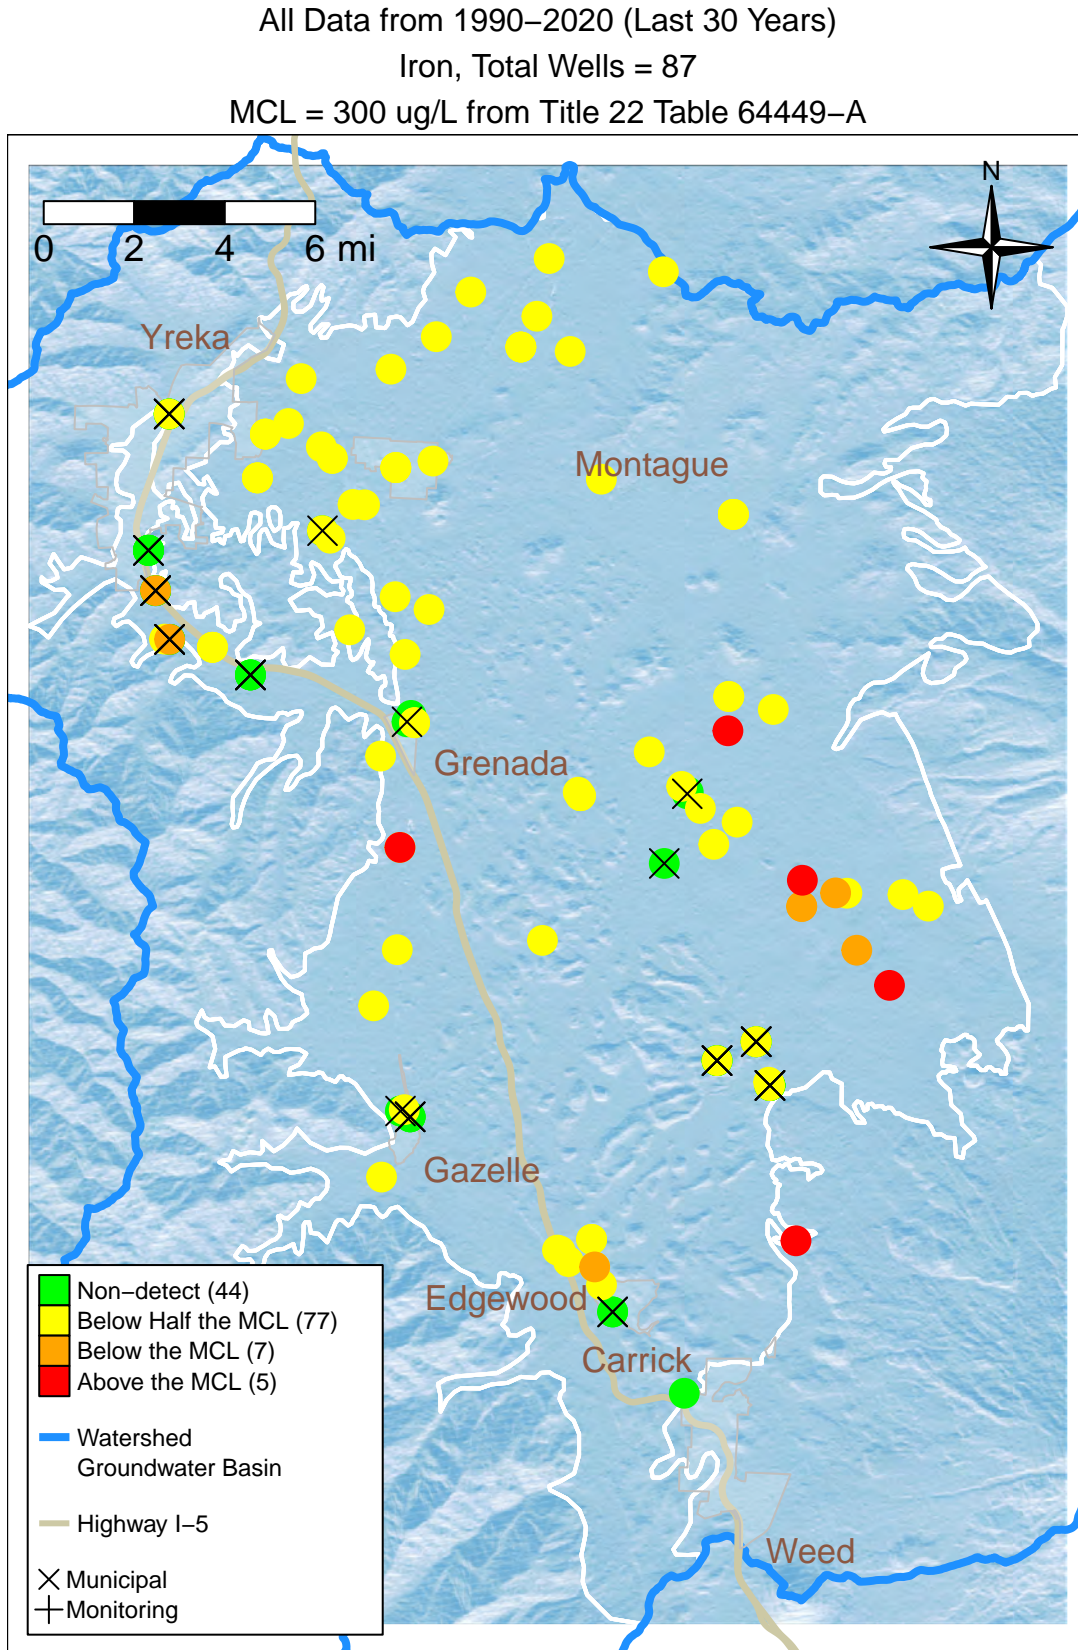 All Data from 1990−2020 (Last 30 Years)
Iron, Total Wells = 87
MCL = 300 ug/L from Title 22 Table 64449−A
N
0 2 4 6 mi
Yreka
Montague
Grenada
Gazelle
Edgewood
Carrick
Weed
Non−detect (44)
Below Half the MCL (77)
Below the MCL (7)
Above the MCL (5)
Watershed
Groundwater Basin
Highway I−5
Municipal
Monitoring